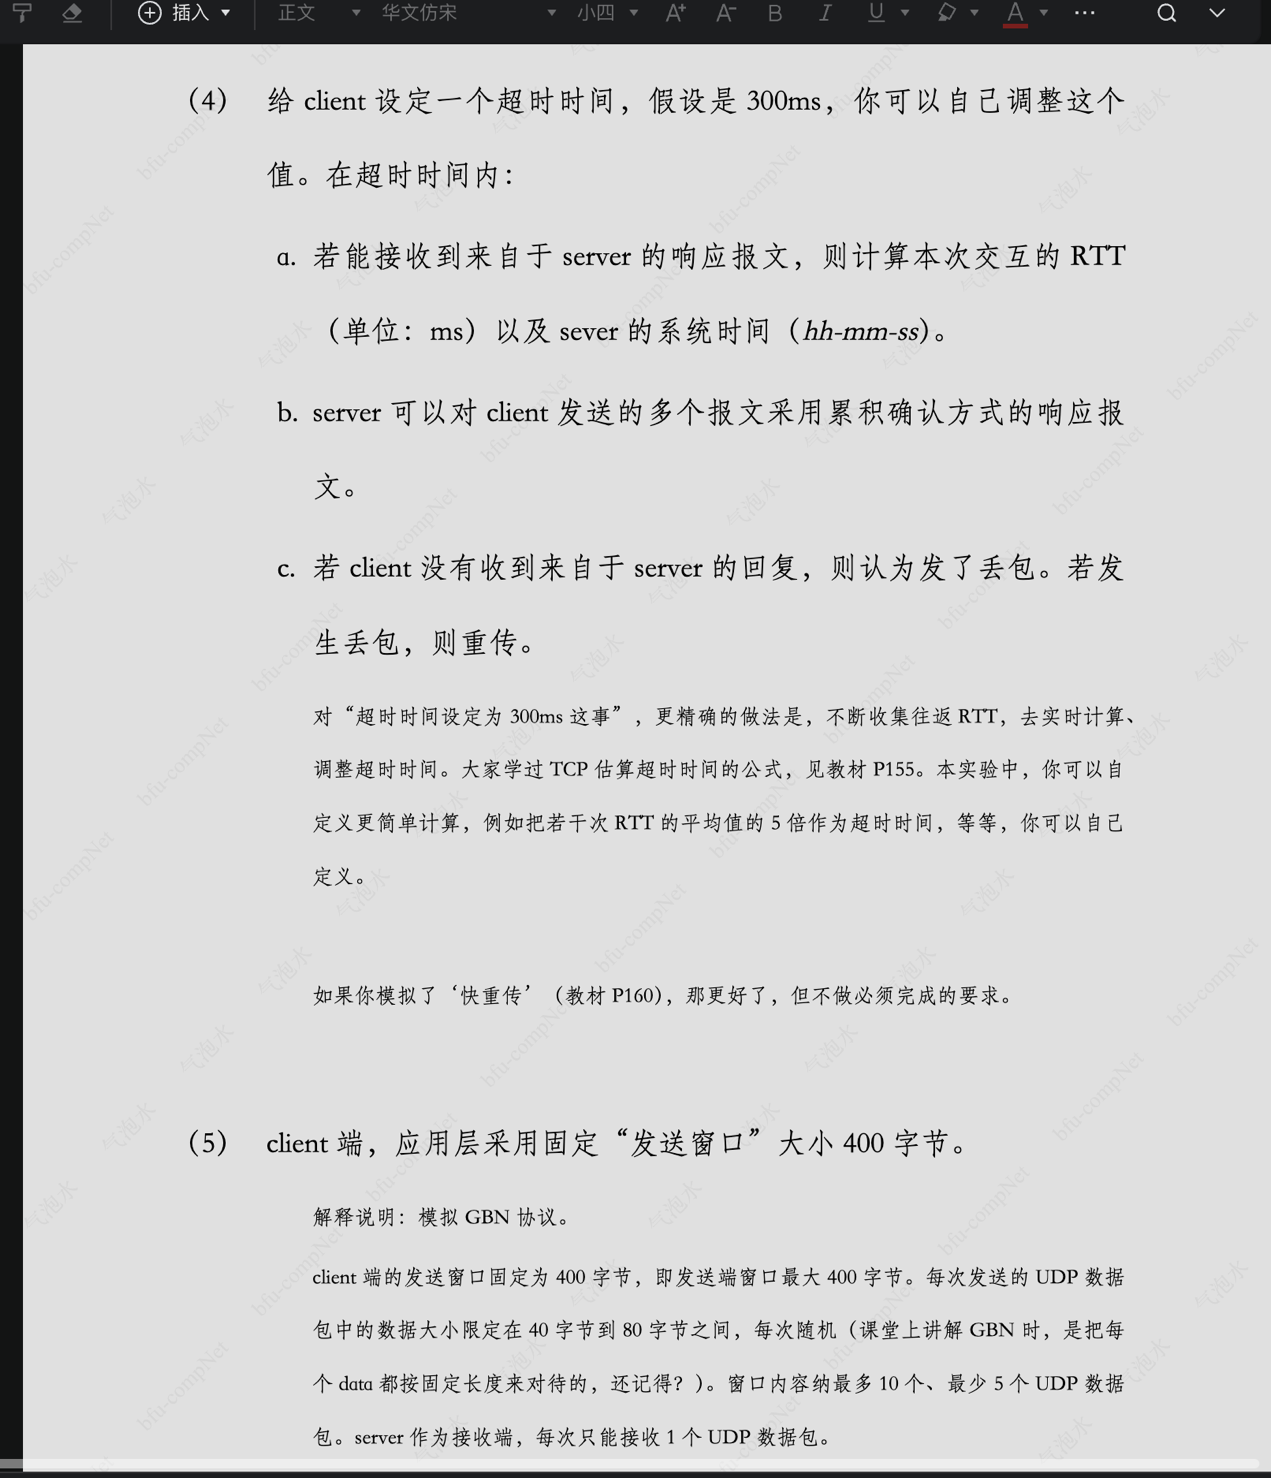 插入 正文 华文仿宋 小四 A+ A- B I U A ···
（4） 给 client 设定一个超时时间，假设是 300ms，你可以自己调整这个
值。在超时时间内：
a. 若能接收到来自于 server 的响应报文，则计算本次交互的 RTT
（单位：ms）以及 sever 的系统时间（hh-mm-ss）。
b. server 可以对 client 发送的多个报文采用累积确认方式的响应报
文。
c. 若 client 没有收到来自于 server 的回复，则认为发了丢包。若发
生丢包，则重传。
对“超时时间设定为 300ms 这事”，更精确的做法是，不断收集往返 RTT，去实时计算、
调整超时时间。大家学过 TCP 估算超时时间的公式，见教材 P155。本实验中，你可以自
定义更简单计算，例如把若干次 RTT 的平均值的 5 倍作为超时时间，等等，你可以自己
定义。
如果你模拟了‘快重传’（教材 P160），那更好了，但不做必须完成的要求。
（5） client 端，应用层采用固定“发送窗口”大小 400 字节。
解释说明：模拟 GBN 协议。
client 端的发送窗口固定为 400 字节，即发送端窗口最大 400 字节。每次发送的 UDP 数据
包中的数据大小限定在 40 字节到 80 字节之间，每次随机（课堂上讲解 GBN 时，是把每
个 data 都按固定长度来对待的，还记得？）。窗口内容纳最多 10 个、最少 5 个 UDP 数据
包。server 作为接收端，每次只能接收 1 个 UDP 数据包。
bfu-compNet
气泡水